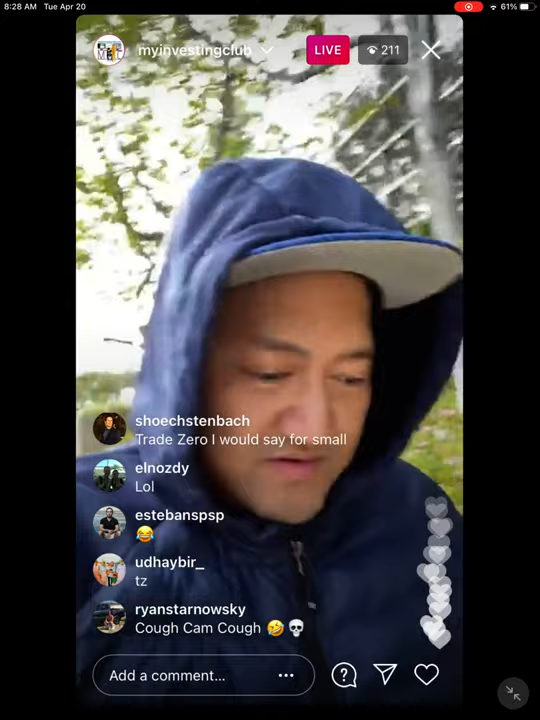 8:28 AM Tue Apr 20
61%
myinvestingclub
LIVE
211
shoechstenbach
Trade Zero I would say for small
elnozdy
Lol
estebanspsp
😂
udhaybir_
tz
ryanstarnowsky
Cough Cam Cough 🤣💀
Add a comment...